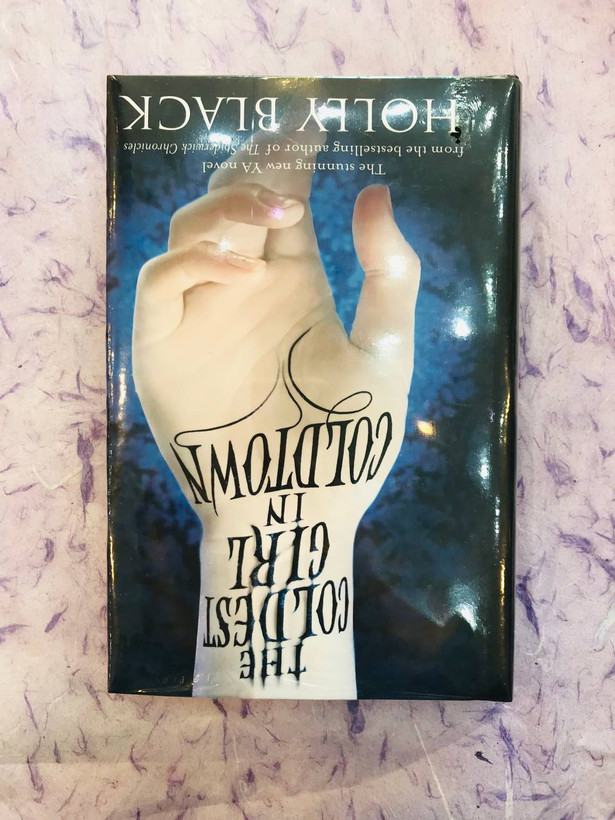 THE
COLDEST
GIRL
IN
COLDTOWN
The stunning new YA novel
from the bestselling author of The Spiderwick Chronicles
HOLLY BLACK